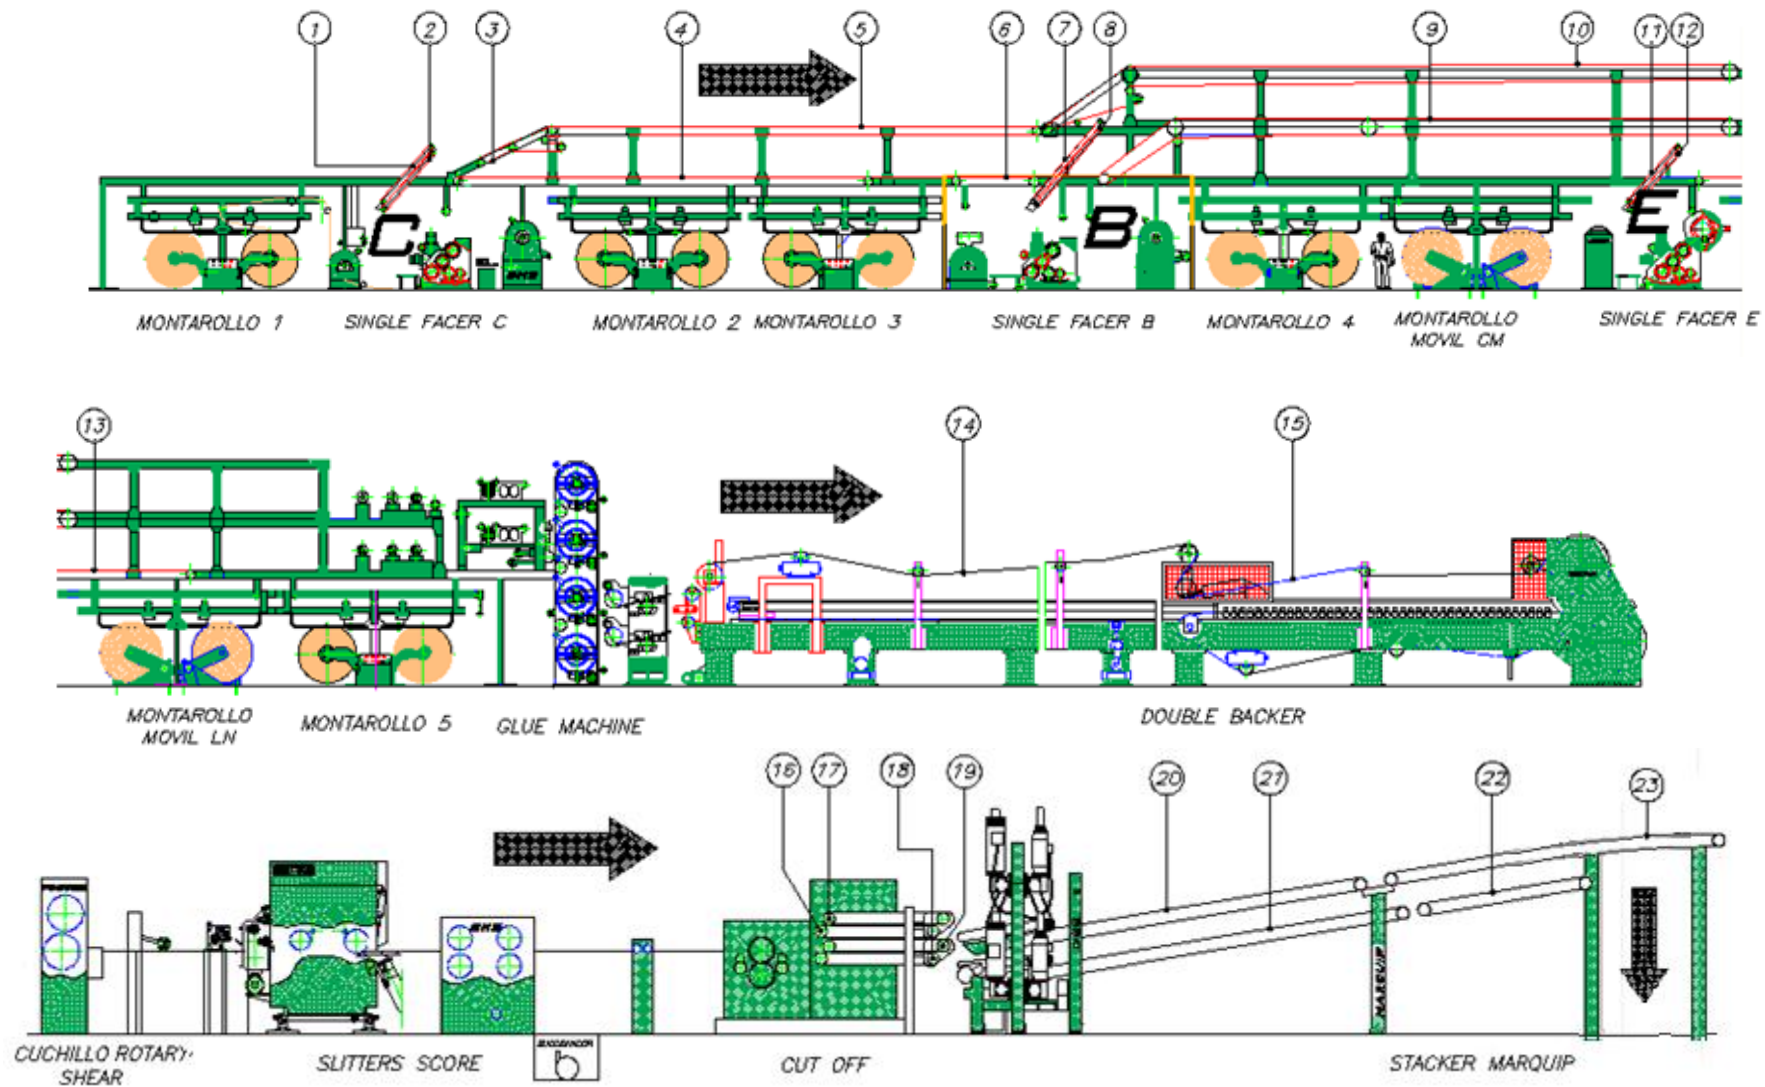 1 2 3 4 5 6 7 8 9 10 11 12
C B E
MONTAROLLO 1 SINGLE FACER C MONTAROLLO 2 MONTAROLLO 3 SINGLE FACER B MONTAROLLO 4 MONTAROLLO SINGLE FACER E
MOVIL CM
13 14 15
MONTAROLLO MONTAROLLO 5 GLUE MACHINE DOUBLE BACKER
MOVIL LN
16 17 18 19 20 21 22 23
MARQUIP
CUCHILLO ROTARY SLITTERS SCORE CUT OFF STACKER MARQUIP
SHEAR